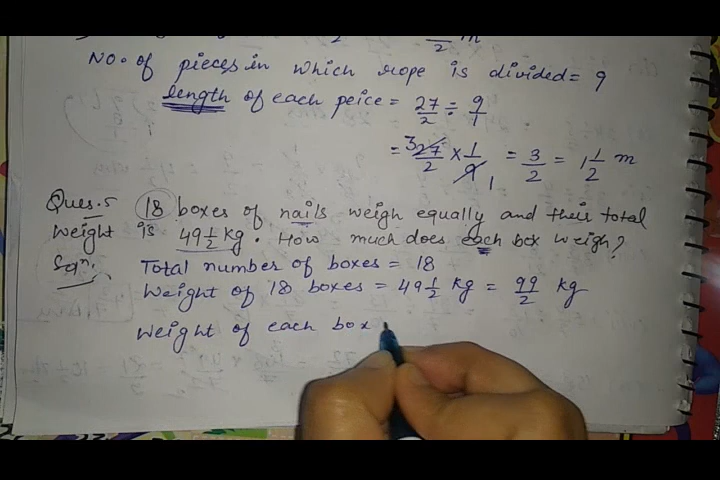 2 m
No. of pieces in which rope is divided = 9
length of each peice = 27/2 ÷ 9/1
= 3 27/2 × 1/9 1 = 3/2 = 1 1/2 m
Ques. 5 18 boxes of nails weigh equally and their total
weight is 49 1/2 kg. How much does each box weigh?
Soln. Total number of boxes = 18
Weight of 18 boxes = 49 1/2 kg = 99/2 kg
Weight of each box